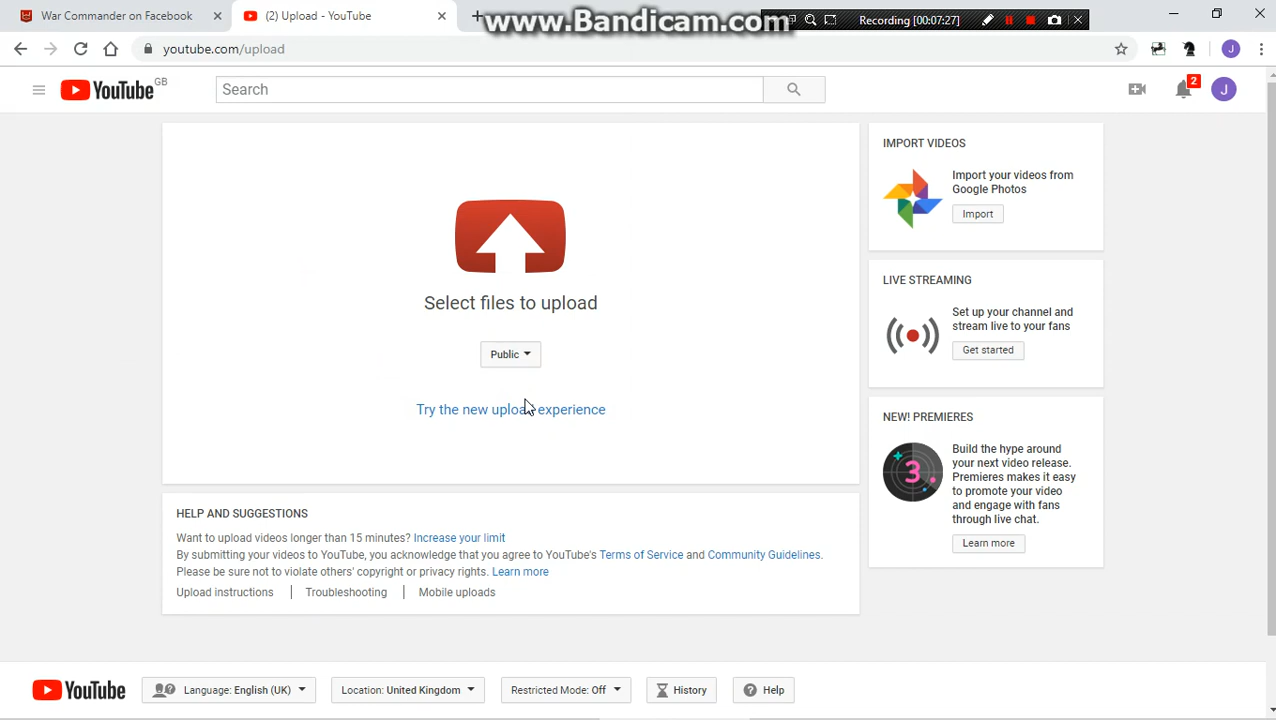 War Commander on Facebook
(2) Upload - YouTube
www.Bandicam.com
Recording [00:07:27]
youtube.com/upload
J
YouTube GB
Search
2
J
Select files to upload
Public
Try the new upload experience
IMPORT VIDEOS
Import your videos from
Google Photos
Import
LIVE STREAMING
Set up your channel and
stream live to your fans
Get started
NEW! PREMIERES
3
Build the hype around
your next video release.
Premieres makes it easy
to promote your video
and engage with fans
through live chat.
Learn more
HELP AND SUGGESTIONS
Want to upload videos longer than 15 minutes? Increase your limit
By submitting your videos to YouTube, you acknowledge that you agree to YouTube's Terms of Service and Community Guidelines.
Please be sure not to violate others' copyright or privacy rights. Learn more
Upload instructions | Troubleshooting | Mobile uploads
YouTube
Language: English (UK)
Location: United Kingdom
Restricted Mode: Off
History
Help